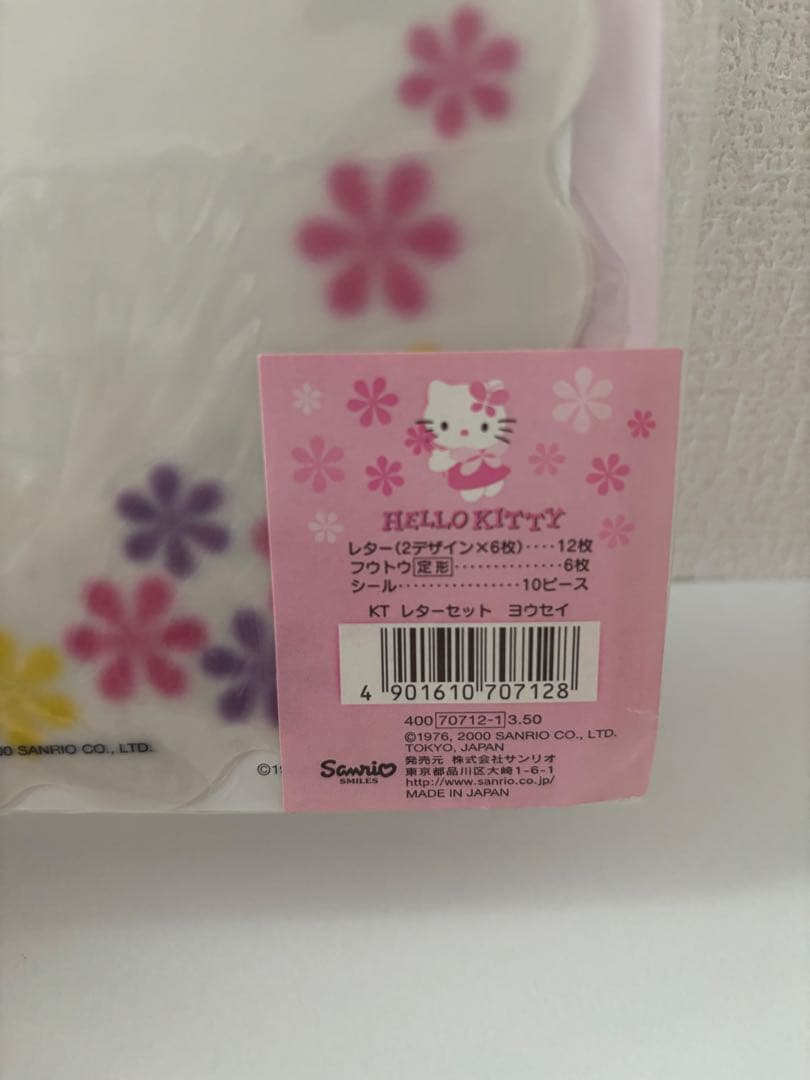 HELLO KITTY
レター(2デザイン×6枚)････12枚
フウトウ定形･･････････････6枚
シール････････････････10ピース
KT レターセット ヨウセイ
4 901610 707128
400 70712-1 3.50
©1976, 2000 SANRIO CO., LTD.
TOKYO, JAPAN
発売元 株式会社サンリオ
東京都品川区大崎1-6-1
http://www.sanrio.co.jp/
MADE IN JAPAN
Sanrio
SMILES
00 SANRIO CO., LTD.
©1